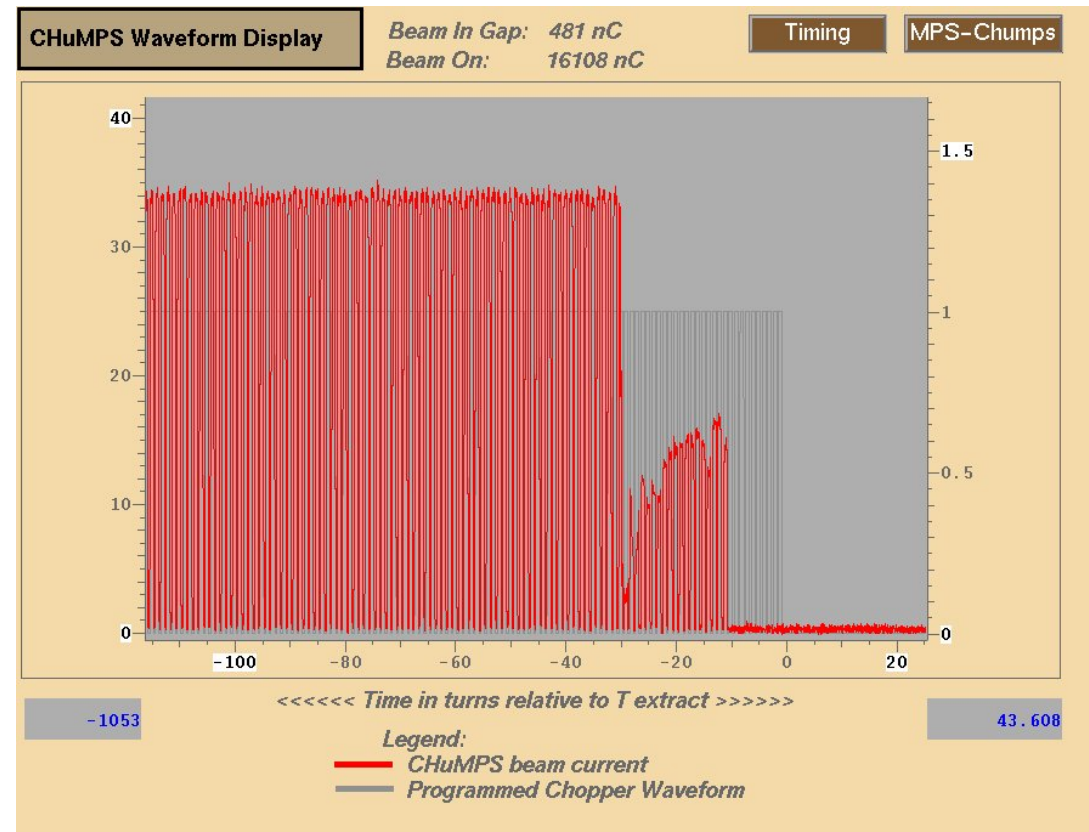 CHuMPS Waveform Display
Beam In Gap: 481 nC
Beam On: 16108 nC
Timing
MPS-Chumps
40
30
20
10
0
1.5
1
0.5
0
-100 -80 -60 -40 -20 0 20
<<<<<< Time in turns relative to T extract >>>>>>
-1053
43.608
Legend:
CHuMPS beam current
Programmed Chopper Waveform